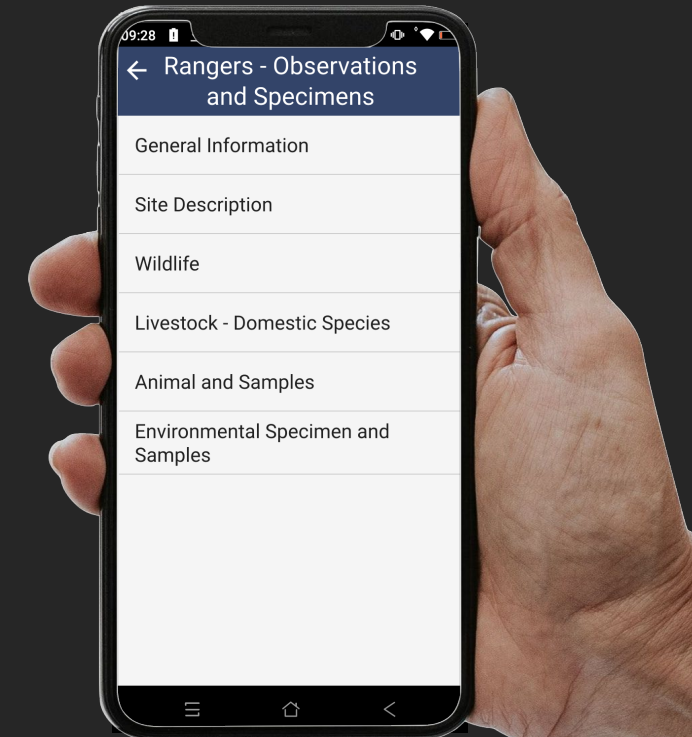 09:28
Rangers - Observations
and Specimens
General Information
Site Description
Wildlife
Livestock - Domestic Species
Animal and Samples
Environmental Specimen and
Samples